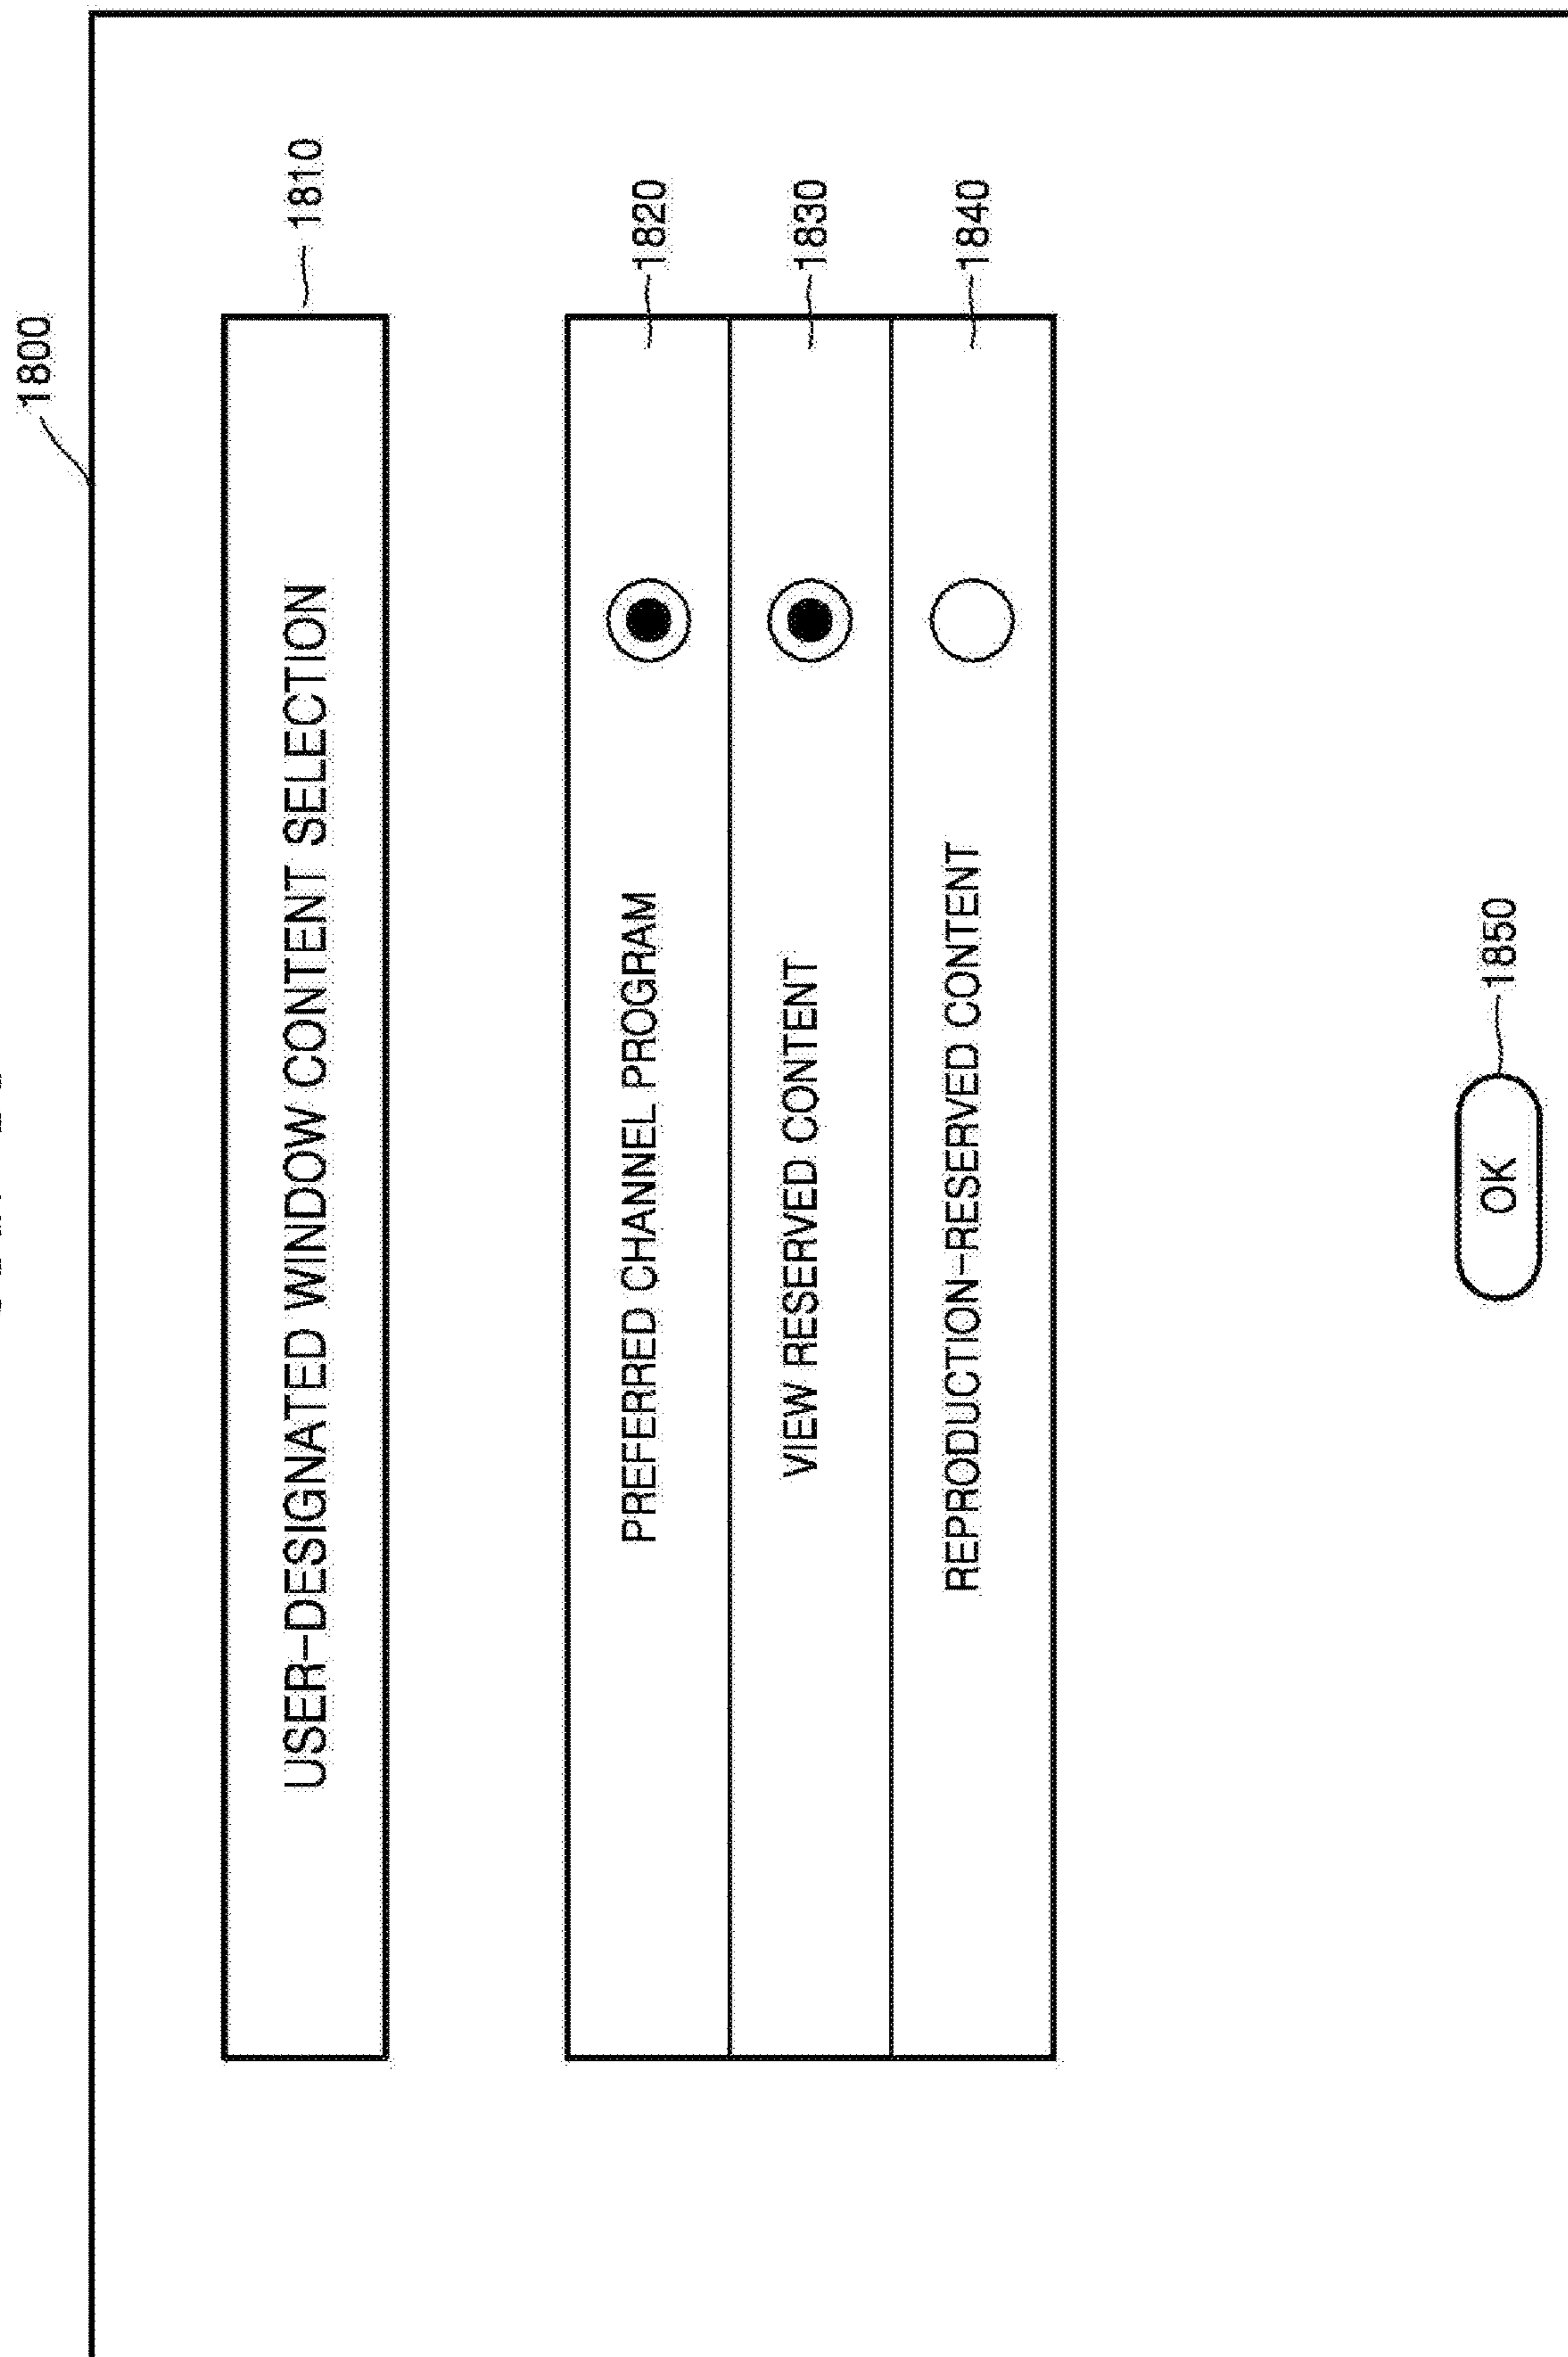 1800
USER-DESIGNATED WINDOW CONTENT SELECTION
1810
PREFERRED CHANNEL PROGRAM
1820
VIEW RESERVED CONTENT
1830
REPRODUCTION-RESERVED CONTENT
1840
OK
1850